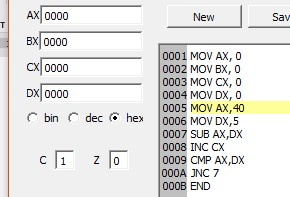 AX 0000
BX 0000
CX 0000
DX 0000
bin dec hex
C 1 Z 0
New
0001 MOV AX, 0
0002 MOV BX, 0
0003 MOV CX, 0
0004 MOV DX, 0
0005 MOV AX,40
0006 MOV DX,5
0007 SUB AX,DX
0008 INC CX
0009 CMP AX,DX
000A JNC 7
000B END